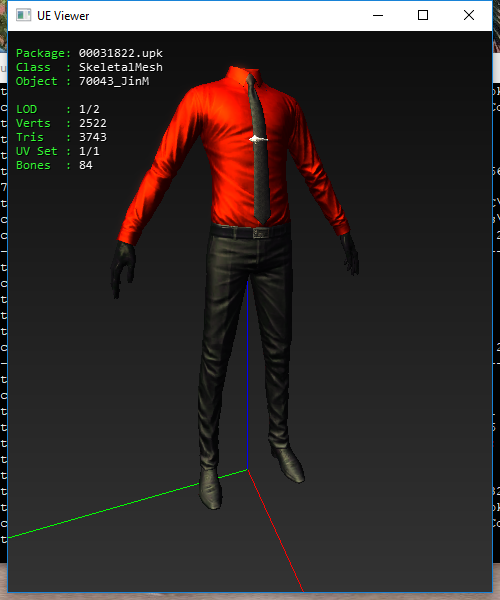 UE Viewer
Package: 00031822.upk
Class : SkeletalMesh
Object : 70043_JinM
LOD : 1/2
Verts : 2522
Tris : 3743
UV Set : 1/1
Bones : 84